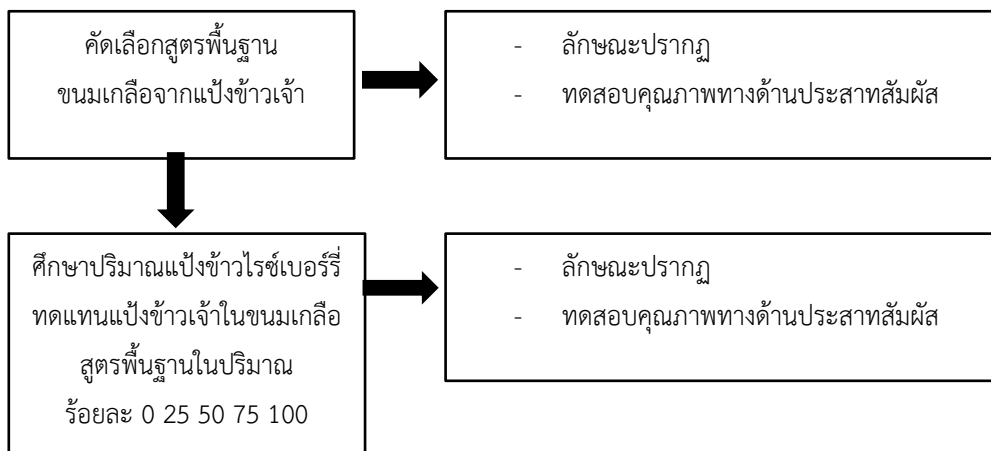 คัดเลือกสูตรพื้นฐาน
ขนมเกลือจากแป้งข้าวเจ้า
- ลักษณะปรากฏ
- ทดสอบคุณภาพทางด้านประสาทสัมผัส
ศึกษาปริมาณแป้งข้าวไรซ์เบอร์รี่
ทดแทนแป้งข้าวเจ้าในขนมเกลือ
สูตรพื้นฐานในปริมาณ
ร้อยละ 0 25 50 75 100
- ลักษณะปรากฏ
- ทดสอบคุณภาพทางด้านประสาทสัมผัส